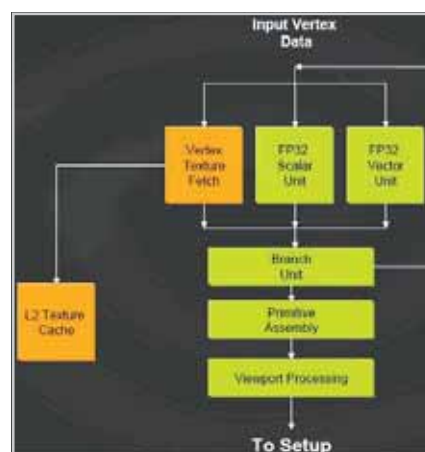 Input Vertex
Data
Vertex
Texture
Fetch
FP32
Scalar
Unit
FP32
Vector
Unit
Branch
Unit
L2 Texture
Cache
Primitive
Assembly
Viewport Processing
To Setup